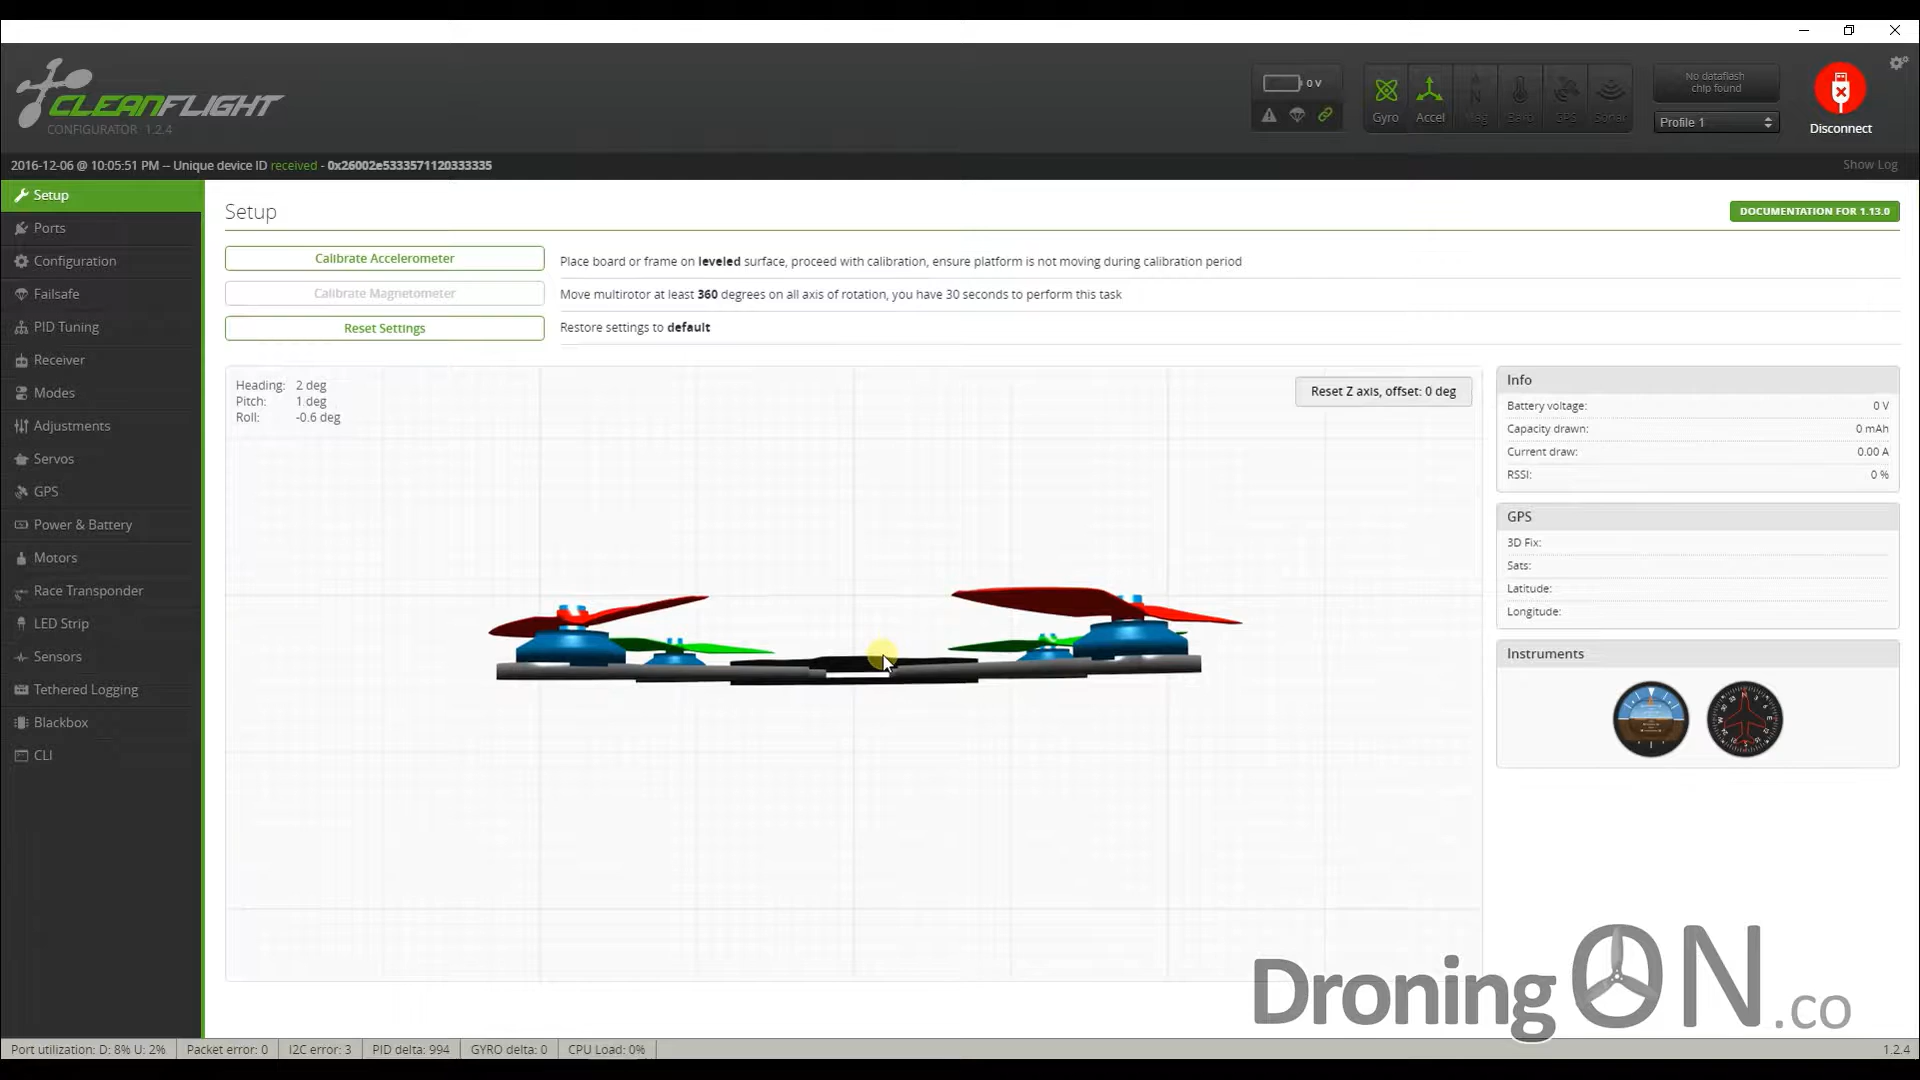 CLEANFLIGHT
CONFIGURATOR 1.2.4
0 V
Gyro
Accel
Mag
Baro
GPS
Sonar
No dataflash
chip found
Profile 1
Disconnect
2016-12-06 @ 10:05:51 PM -- Unique device ID received - 0x26002e5333571120333335
Show Log
Setup
Ports
Configuration
Failsafe
PID Tuning
Receiver
Modes
Adjustments
Servos
GPS
Power & Battery
Motors
Race Transponder
LED Strip
Sensors
Tethered Logging
Blackbox
CLI
Setup
DOCUMENTATION FOR 1.13.0
Calibrate Accelerometer
Place board or frame on leveled surface, proceed with calibration, ensure platform is not moving during calibration period
Calibrate Magnetometer
Move multirotor at least 360 degrees on all axis of rotation, you have 30 seconds to perform this task
Reset Settings
Restore settings to default
Heading: 2 deg
Pitch: 1 deg
Roll: -0.6 deg
Reset Z axis, offset: 0 deg
Info
Battery voltage: 0 V
Capacity drawn: 0 mAh
Current draw: 0.00 A
RSSI: 0 %
GPS
3D Fix:
Sats:
Latitude:
Longitude:
Instruments
DroningON.co
Port utilization: D: 8% U: 2%
Packet error: 0
I2C error: 3
PID delta: 994
GYRO delta: 0
CPU Load: 0%
1.2.4